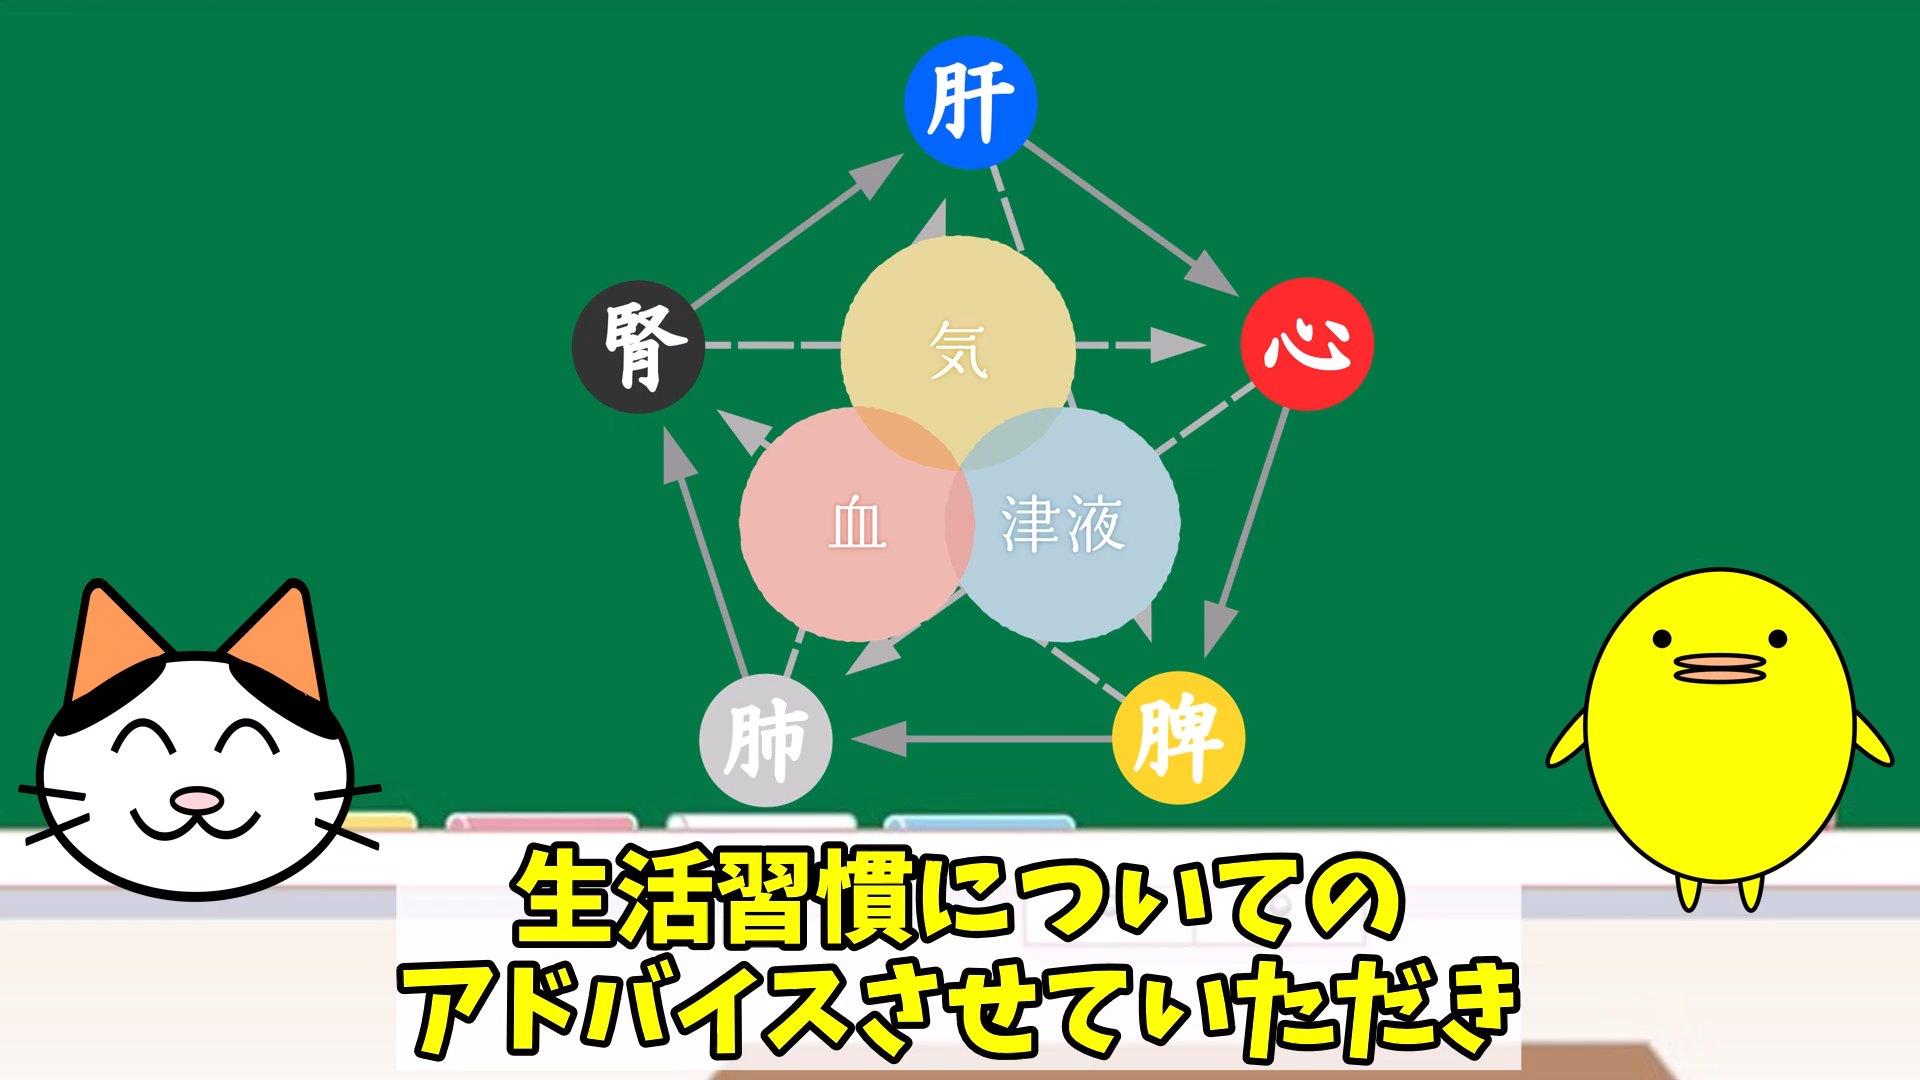 肝
腎
気
心
血
津液
肺
脾
生活習慣についての
アドバイスさせていただき